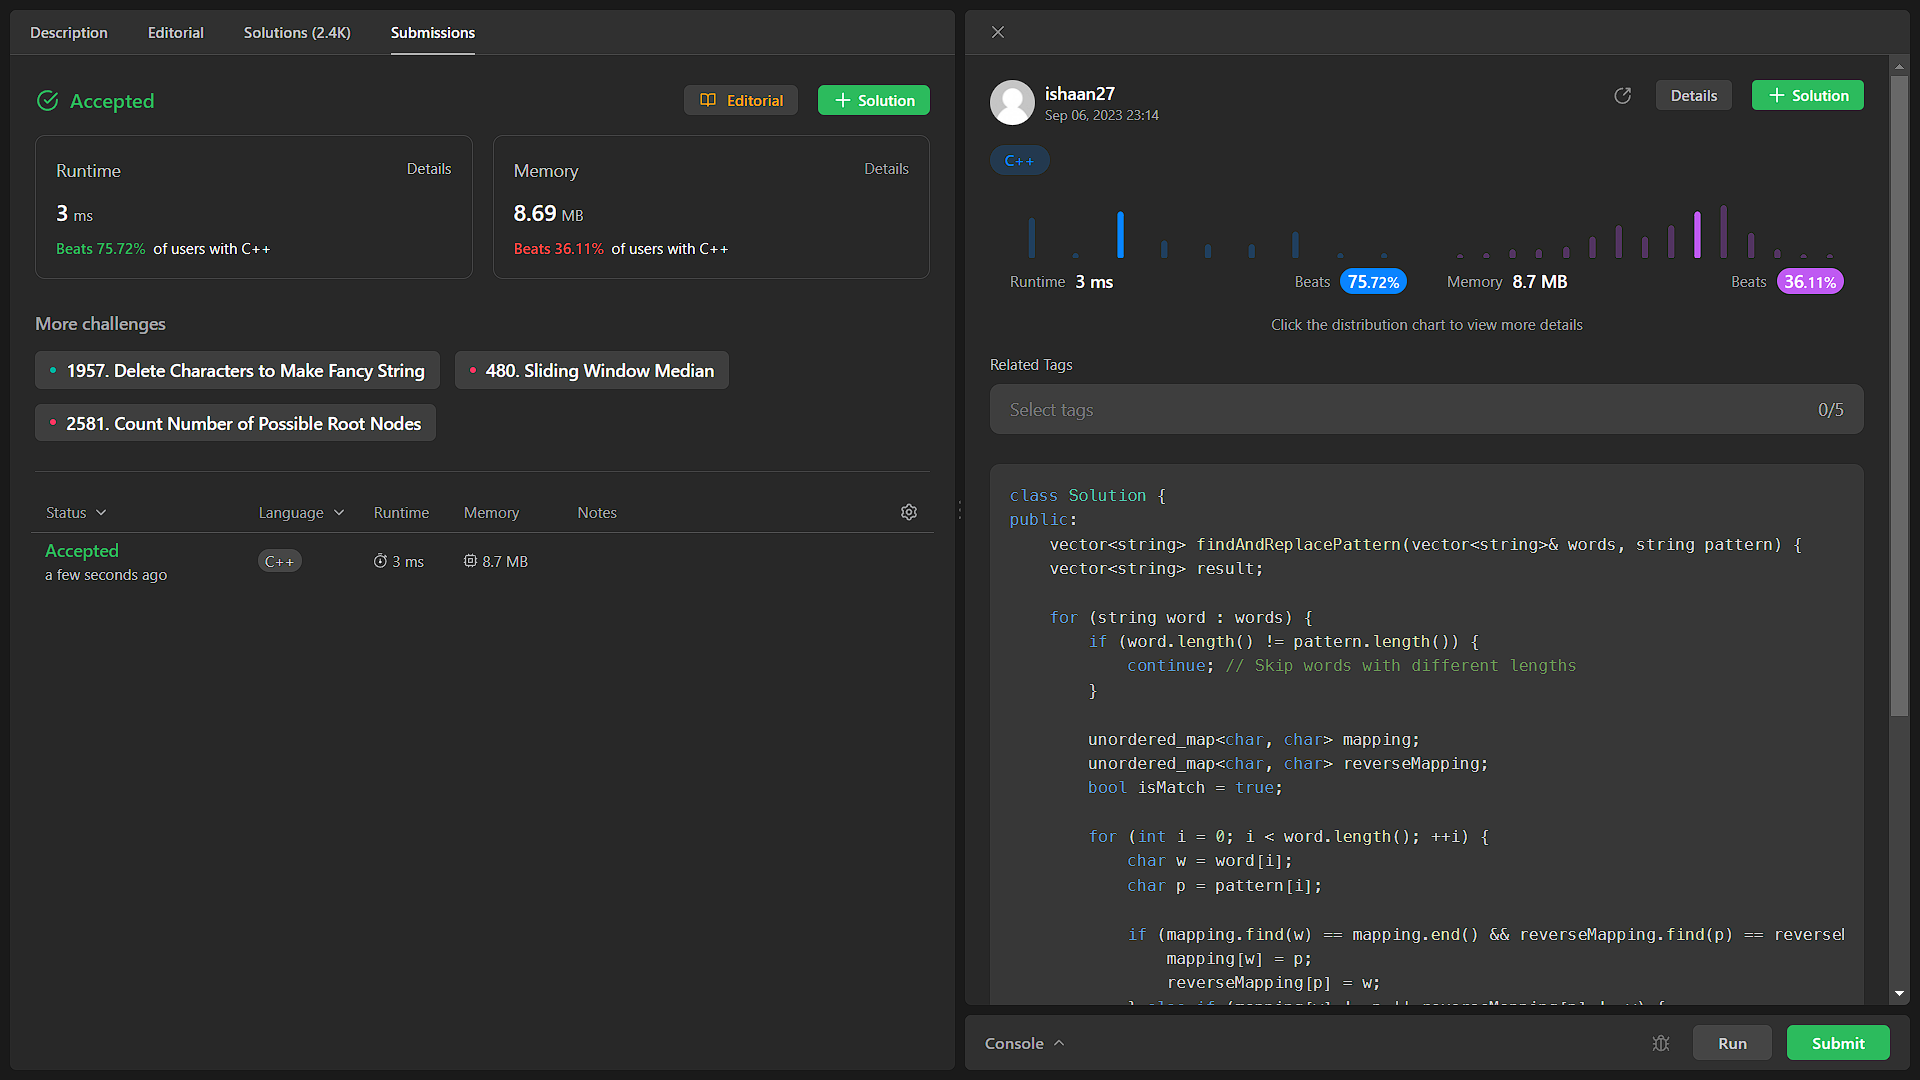 Description Editorial Solutions (2.4K) Submissions
Accepted
Editorial
Solution
Runtime Details
3 ms
Beats 75.72% of users with C++
Memory Details
8.69 MB
Beats 36.11% of users with C++
More challenges
1957. Delete Characters to Make Fancy String
480. Sliding Window Median
2581. Count Number of Possible Root Nodes
Status Language Runtime Memory Notes
Accepted
a few seconds ago
C++ 3 ms 8.7 MB
ishaan27
Sep 06, 2023 23:14
Details
Solution
C++
Runtime 3 ms Beats 75.72% Memory 8.7 MB Beats 36.11%
Click the distribution chart to view more details
Related Tags
Select tags 0/5
class Solution {
public:
    vector<string> findAndReplacePattern(vector<string>& words, string pattern) {
    vector<string> result;
    for (string word : words) {
        if (word.length() != pattern.length()) {
            continue; // Skip words with different lengths
        }
        unordered_map<char, char> mapping;
        unordered_map<char, char> reverseMapping;
        bool isMatch = true;
        for (int i = 0; i < word.length(); ++i) {
            char w = word[i];
            char p = pattern[i];
            if (mapping.find(w) == mapping.end() && reverseMapping.find(p) ==
                mapping[w] = p;
                reverseMapping[p] = w;
Console
Run
Submit